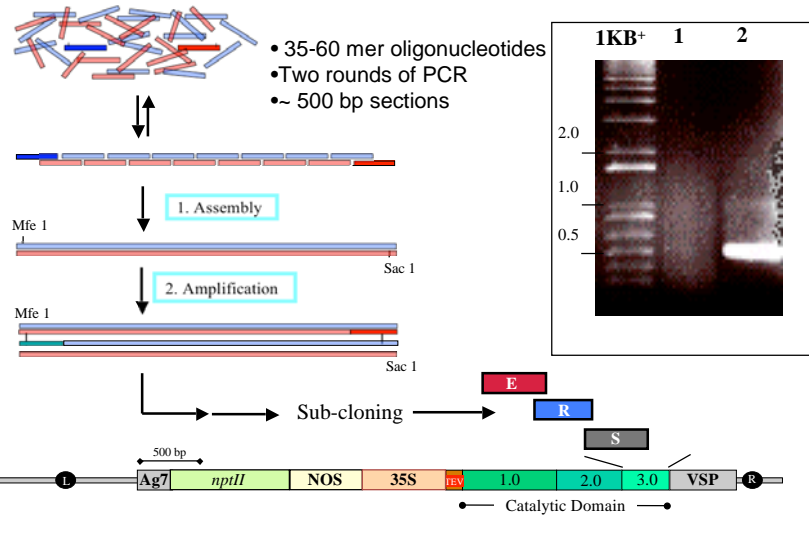 • 35-60 mer oligonucleotides
•Two rounds of PCR
•~ 500 bp sections
1KB+ 1 2
2.0
1.0
0.5
1. Assembly
Mfe 1
Sac 1
2. Amplification
Mfe 1
Sac 1
Sub-cloning
E
R
S
500 bp
L Ag7 nptII NOS 35S TEV 1.0 2.0 3.0 VSP R
Catalytic Domain